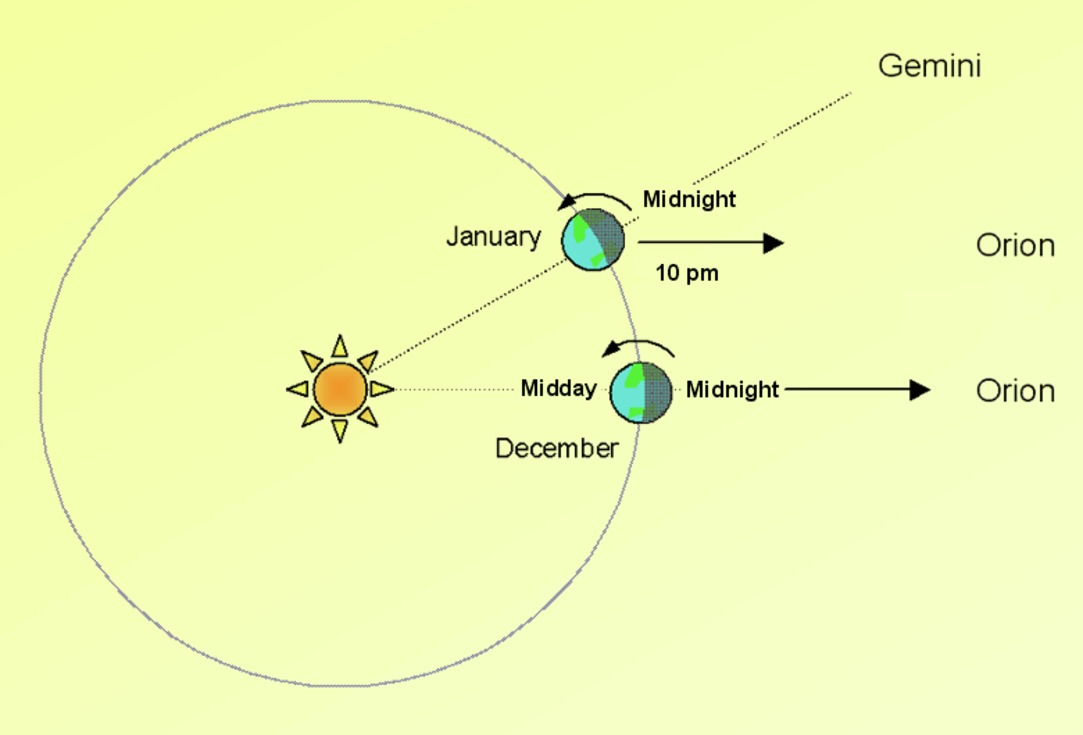 Gemini
Midnight
January
Orion
10 pm
Midday
Midnight
Orion
December